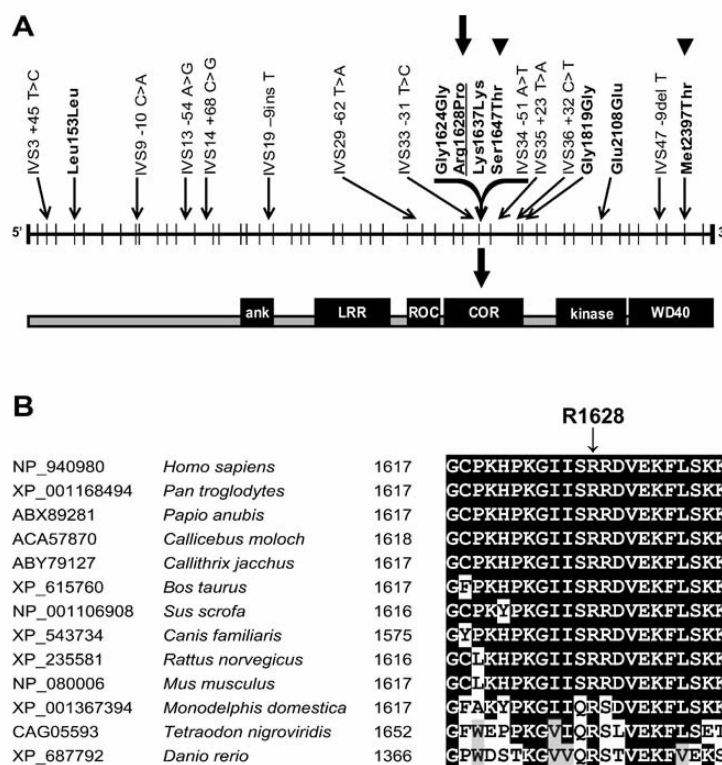 A
IVS3 +45 T>C
Leu153Leu
IVS9 -10 C>A
IVS13 -54 A>G
IVS14 +68 C>G
IVS19 –9ins T
IVS29 -62 T>A
IVS33 -31 T>C
Gly1624Gly
Arg1628Pro
Lys1637Lys
Ser1647Thr
IVS34 -51 A>T
IVS35 +23 T>A
IVS36 +32 C>T
Gly1819Gly
Glu2108Glu
IVS47 -9del T
Met2397Thr
5' 3'
ank LRR ROC COR kinase WD40
B
R1628
NP_940980 Homo sapiens 1617 GCPKHPKGIISRRDVEKFLSKK
XP_001168494 Pan troglodytes 1617 GCPKHPKGIISRRDVEKFLSKK
ABX89281 Papio anubis 1617 GCPKHPKGIISRRDVEKFLSKK
ACA57870 Callicebus moloch 1618 GCPKHPKGIISRRDVEKFLSKK
ABY79127 Callithrix jacchus 1617 GCPKHPKGIISRRDVEKFLSKK
XP_615760 Bos taurus 1617 GFPKHPKGIISRRDVEKFLSKK
NP_001106908 Sus scrofa 1616 GCPKYPKGIISRRDVEKFLSKK
XP_543734 Canis familiaris 1575 GYPKHPKGIISRRDVEKFLSKK
XP_235581 Rattus norvegicus 1616 GCLKHPKGIISRRDVEKFLSKK
NP_080006 Mus musculus 1617 GCLKHPKGIISRRDVEKFLSKK
XP_001367394 Monodelphis domestica 1617 GFAKYPKGIIQRSDVEKFLSKK
CAG05593 Tetraodon nigroviridis 1652 GFWEPPKGVIQRSLVEKFLSET
XP_687792 Danio rerio 1366 GPWDSTKGVVQRSTVEKFVEKS